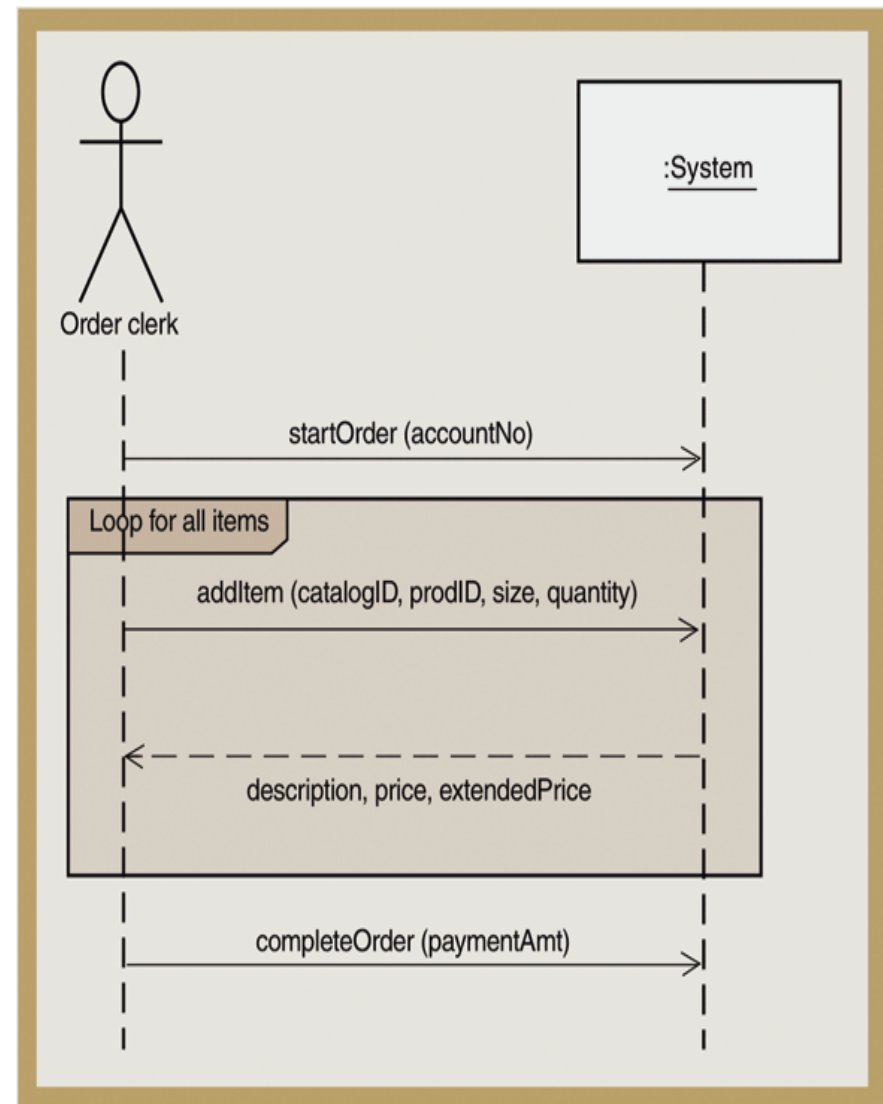 :System
Order clerk
startOrder (accountNo)
Loop for all items
addItem (catalogID, prodID, size, quantity)
description, price, extendedPrice
completeOrder (paymentAmt)